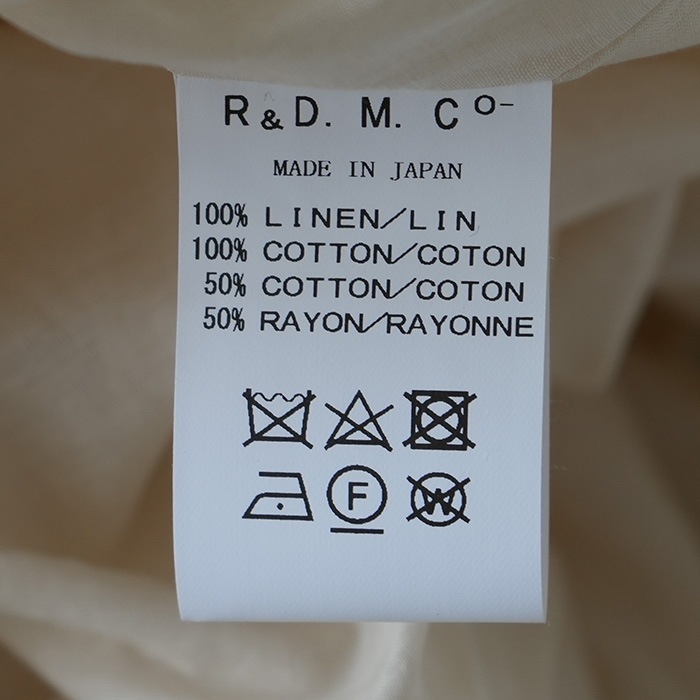 R&D. M. Co-
MADE IN JAPAN
100% LINEN/LIN
100% COTTON/COTON
50% COTTON/COTON
50% RAYON/RAYONNE
F W